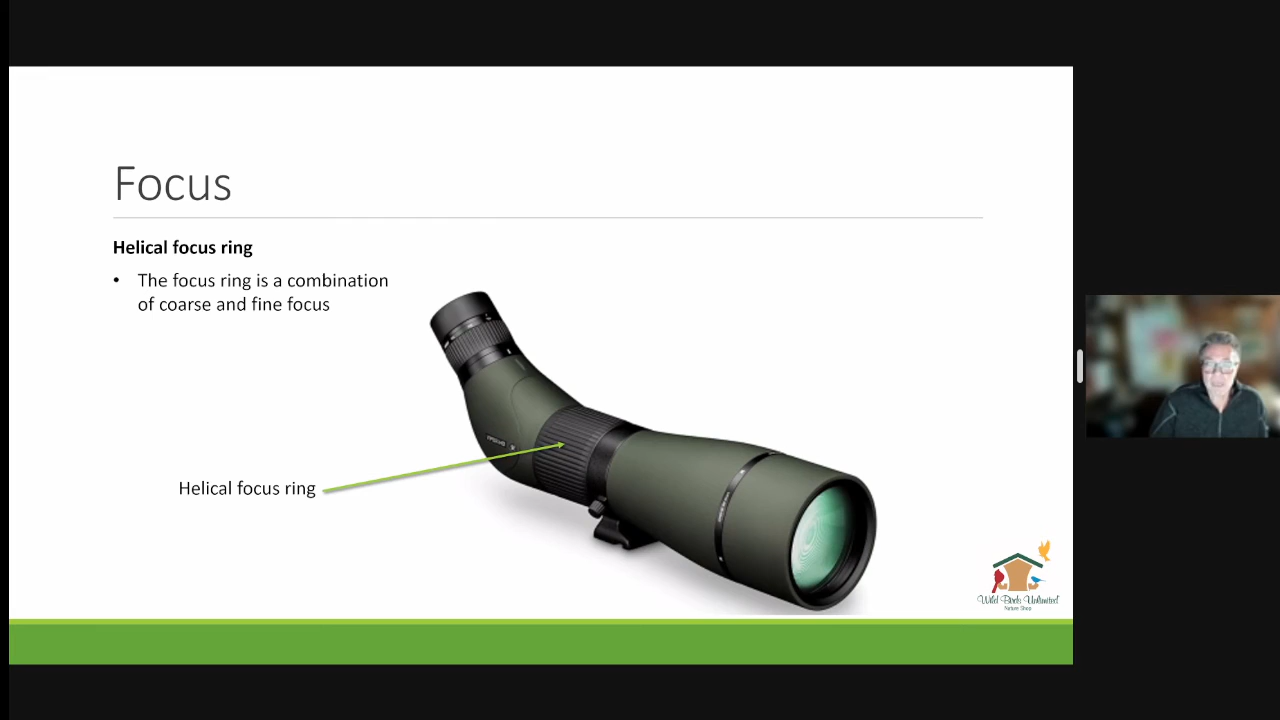 Focus
Helical focus ring
• The focus ring is a combination
of coarse and fine focus
Helical focus ring
Wild Birds Unlimited
Nature Shop